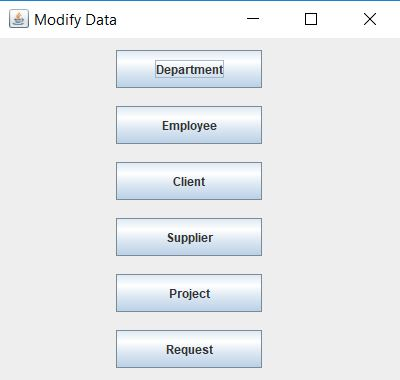 Modify Data
Department
Employee
Client
Supplier
Project
Request